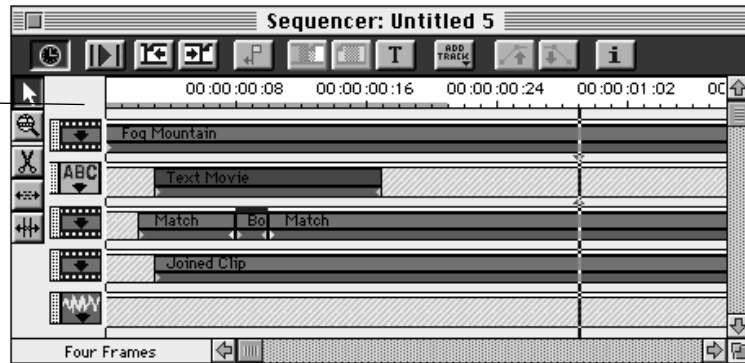 Sequencer: Untitled 5
T ADD TRACK i
00:00:00:08 00:00:00:16 00:00:00:24 00:00:01:02 00
Fog Mountain
ABC Text Movie
Match Bo Match
Joined Clip
Four Frames